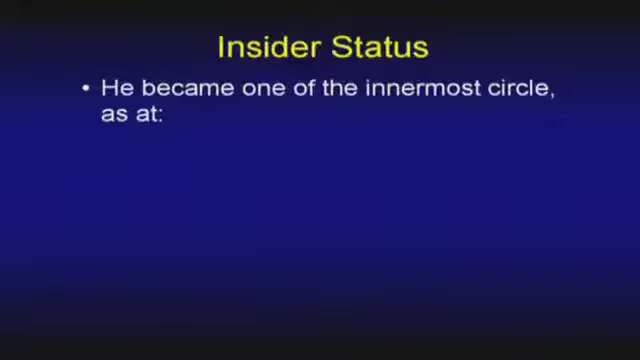 Insider Status
• He became one of the innermost circle,
as at: